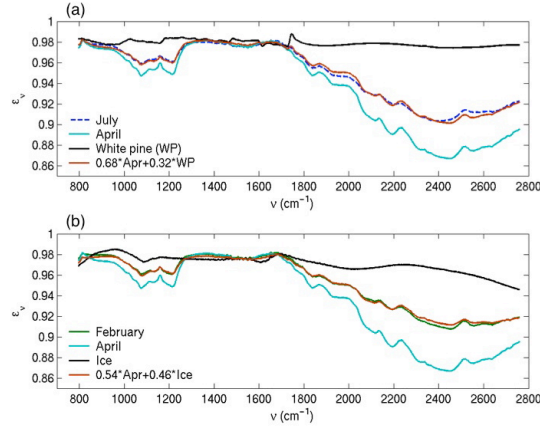 (a)
1
0.98
0.96
0.94
0.92
0.9
0.88
0.86
εν
July
April
White pine (WP)
0.68*Apr+0.32*WP
800 1000 1200 1400 1600 1800 2000 2200 2400 2600 2800
ν (cm⁻¹)
(b)
1
0.98
0.96
0.94
0.92
0.9
0.88
0.86
εν
February
April
Ice
0.54*Apr+0.46*Ice
800 1000 1200 1400 1600 1800 2000 2200 2400 2600 2800
ν (cm⁻¹)